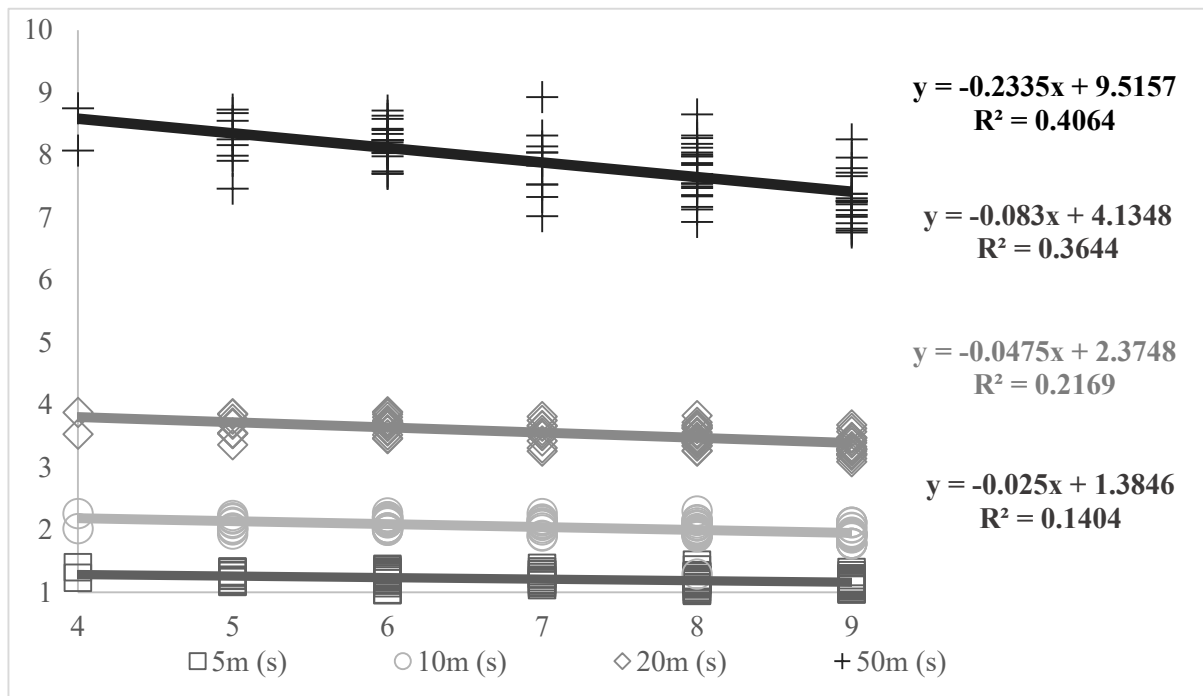 10
9
8
7
6
5
4
3
2
1
y = -0.2335x + 9.5157
R² = 0.4064
y = -0.083x + 4.1348
R² = 0.3644
y = -0.0475x + 2.3748
R² = 0.2169
y = -0.025x + 1.3846
R² = 0.1404
4 5 6 7 8 9
5m (s) 10m (s) 20m (s) 50m (s)